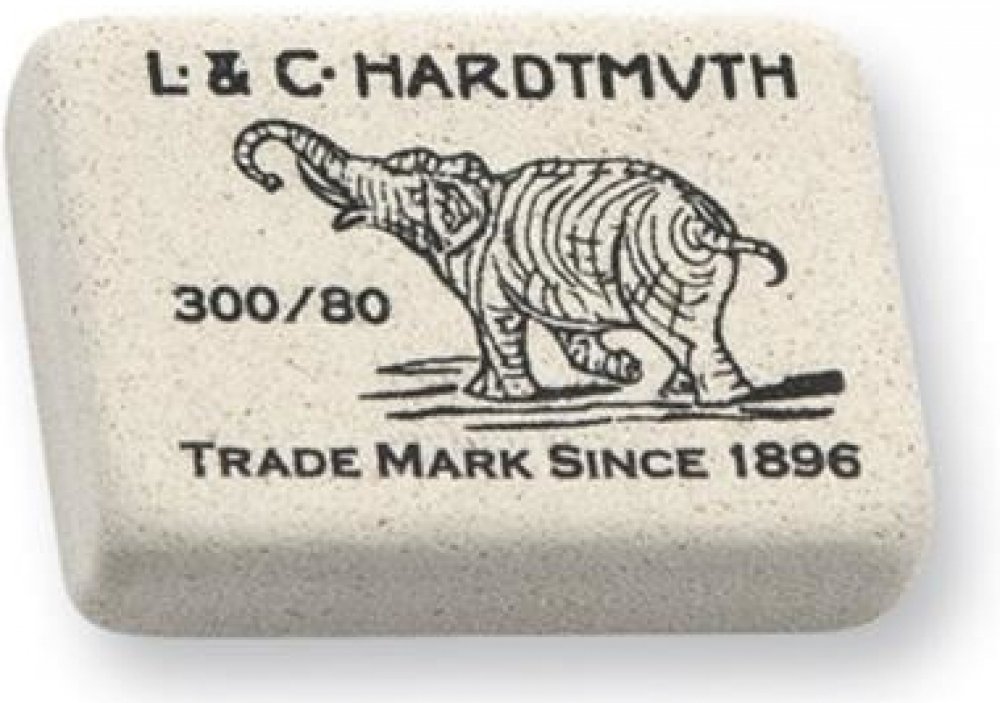 L. & C. HARDTMVTH
300/80
TRADE MARK SINCE 1896